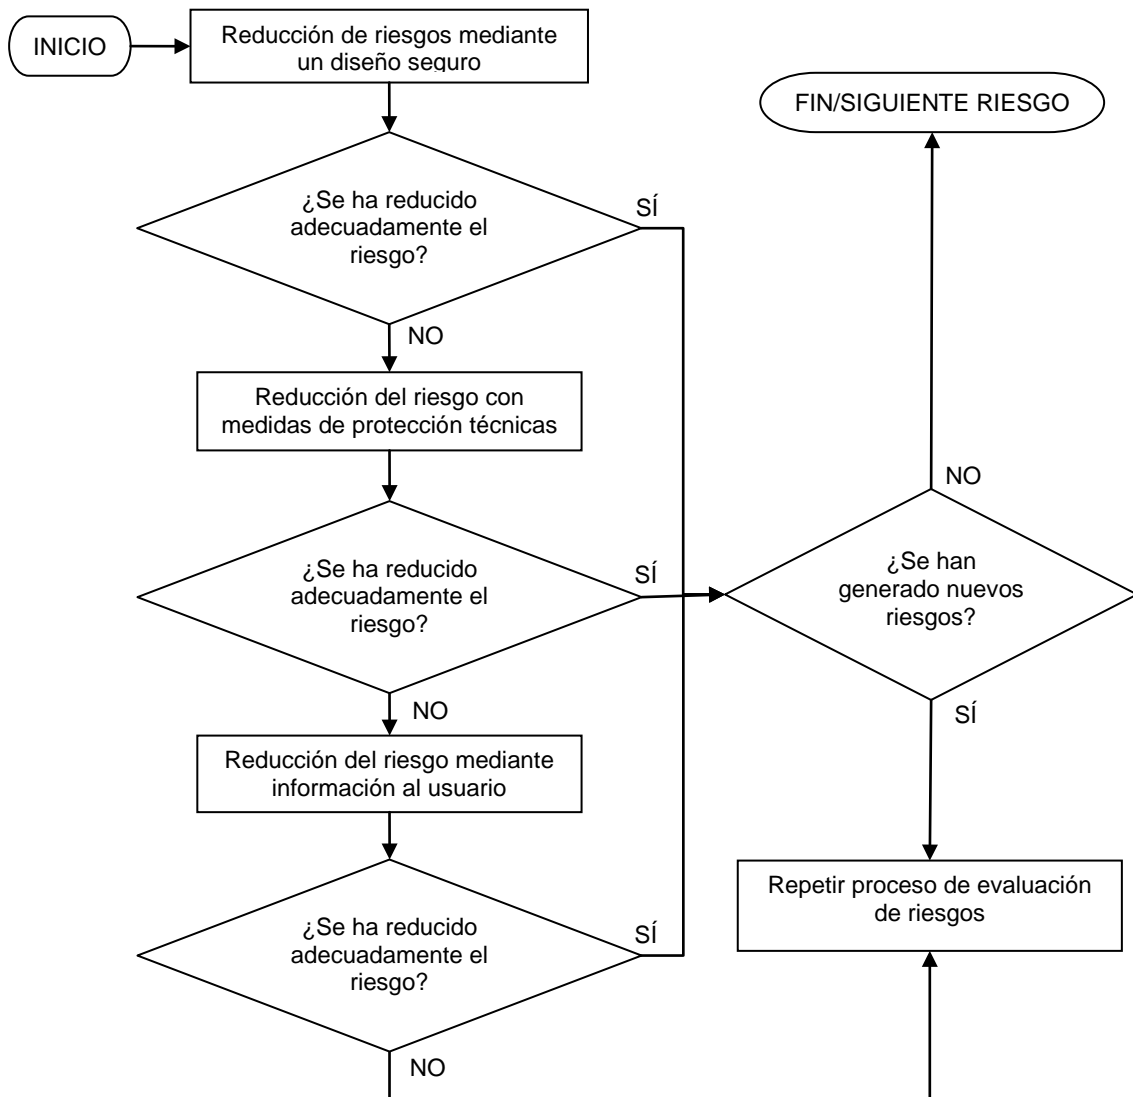 INICIO
Reducción de riesgos mediante
un diseño seguro
FIN/SIGUIENTE RIESGO
¿Se ha reducido
adecuadamente el
riesgo?
SÍ
NO
Reducción del riesgo con
medidas de protección técnicas
NO
¿Se ha reducido
adecuadamente el
riesgo?
SÍ
¿Se han
generado nuevos
riesgos?
NO
SÍ
Reducción del riesgo mediante
información al usuario
Repetir proceso de evaluación
de riesgos
¿Se ha reducido
adecuadamente el
riesgo?
SÍ
NO